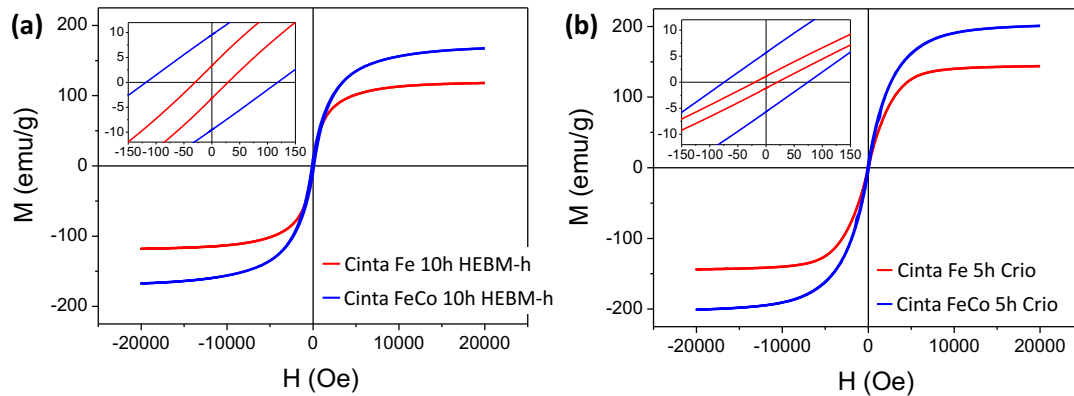 (a)
M (emu/g)
200
100
0
-100
-200
10
5
0
-5
-10
-150 -100 -50 0 50 100 150
Cinta Fe 10h HEBM-h
Cinta FeCo 10h HEBM-h
-20000 -10000 0 10000 20000
H (Oe)
(b)
M (emu/g)
200
100
0
-100
-200
10
5
0
-5
-10
-150 -100 -50 0 50 100 150
Cinta Fe 5h Crio
Cinta FeCo 5h Crio
-20000 -10000 0 10000 20000
H (Oe)